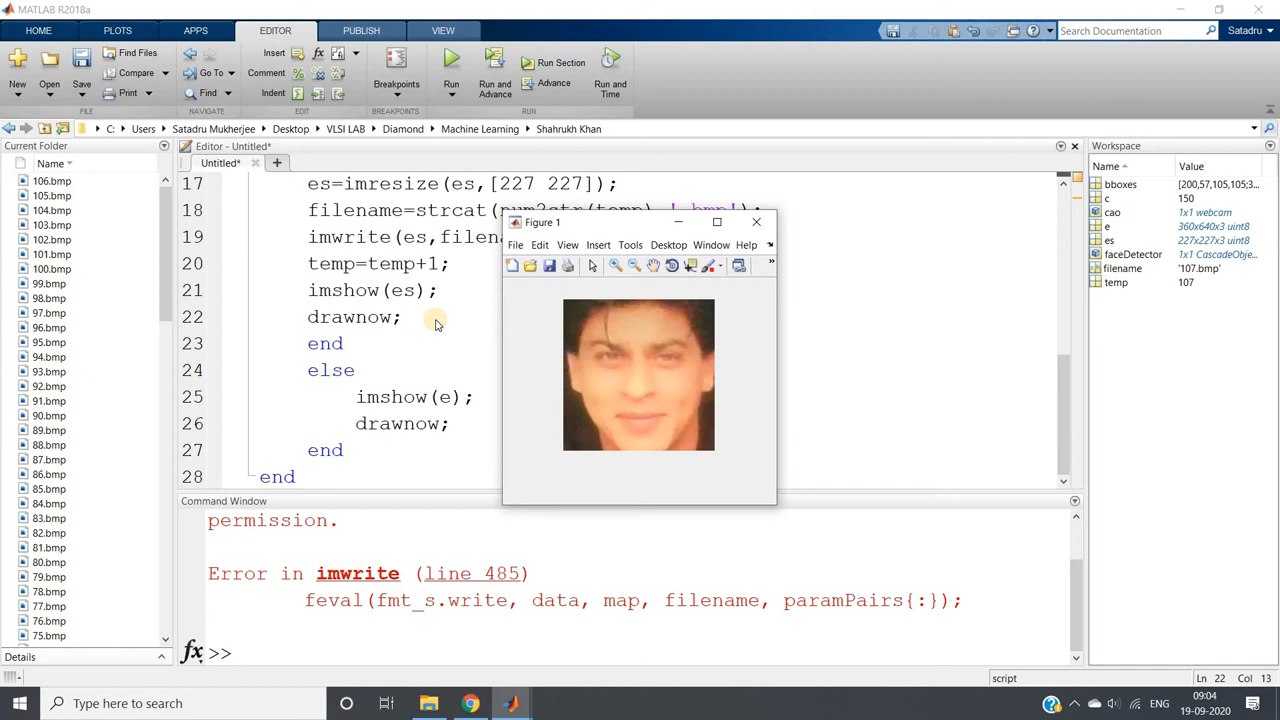 MATLAB R2018a
HOME PLOTS APPS EDITOR PUBLISH VIEW
Search Documentation
Satadru
New Open Save
Find Files
Compare
Print
Go To
Find
Insert
Comment
Indent
Breakpoints
Run
Run and Advance
Run Section
Advance
Run and Time
FILE NAVIGATE EDIT BREAKPOINTS RUN
C: Users Satadru Mukherjee Desktop VLSI LAB Diamond Machine Learning Shahrukh Khan
Current Folder
Name
106.bmp
105.bmp
104.bmp
103.bmp
102.bmp
101.bmp
100.bmp
99.bmp
98.bmp
97.bmp
96.bmp
95.bmp
94.bmp
93.bmp
92.bmp
91.bmp
90.bmp
89.bmp
88.bmp
87.bmp
86.bmp
85.bmp
84.bmp
83.bmp
82.bmp
81.bmp
80.bmp
79.bmp
78.bmp
77.bmp
76.bmp
75.bmp
Details
Editor - Untitled*
Untitled*
17 es=imresize(es,[227 227]);
18 filename=strcat(num2str(temp),'.bmp');
19 imwrite(es,filena
20 temp=temp+1;
21 imshow(es);
22 drawnow;
23 end
24 else
25 imshow(e);
26 drawnow;
27 end
28 end
Figure 1
File Edit View Insert Tools Desktop Window Help
Command Window
permission.
Error in imwrite (line 485)
feval(fmt_s.write, data, map, filename, paramPairs{:});
fx >>
Workspace
Name Value
bboxes [200,57,105,105;3...
c 150
cao 1x1 webcam
e 360x640x3 uint8
es 227x227x3 uint8
faceDetector 1x1 CascadeObje...
filename '107.bmp'
temp 107
script Ln 22 Col 13
Type here to search
ENG
09:04
19-09-2020